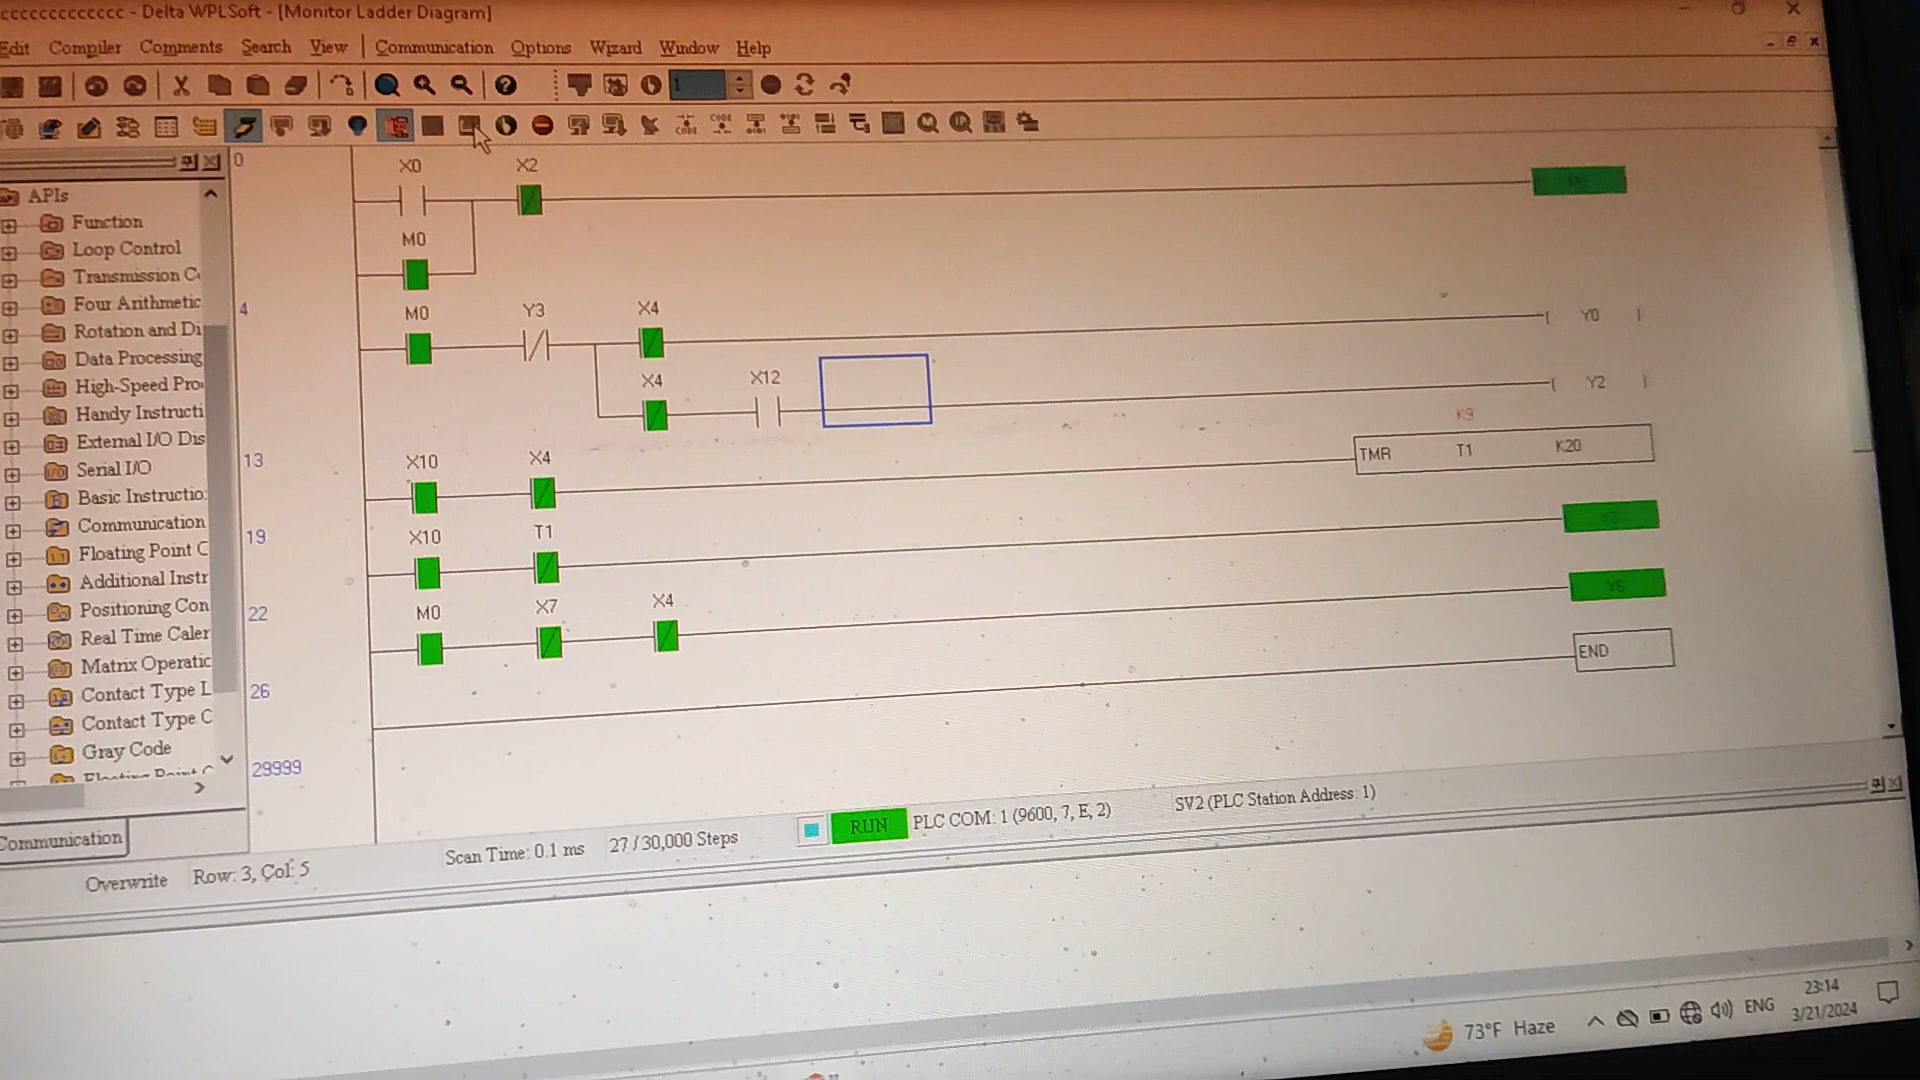 cccccccccccccc - Delta WPLSoft - [Monitor Ladder Diagram]
Edit Compiler Comments Search View Communication Options Wizard Window Help
1
0
X0 X2
M0
4
M0 Y3 X4 Y0
X4 X12 Y2
K9
13
X10 X4 TMR T1 K20
19
X10 T1
22
M0 X7 X4 Y6
END
26
29999
APIs
Function
Loop Control
Transmission C
Four Arithmetic
Rotation and Di
Data Processing
High-Speed Pro
Handy Instructi
External I/O Dis
Serial I/O
Basic Instructio
Communication
Floating Point C
Additional Instr
Positioning Con
Real Time Caler
Matrix Operatic
Contact Type L
Contact Type C
Gray Code
Floating Point C
Communication
Overwrite Row: 3, Col: 5 Scan Time: 0.1 ms 27 / 30,000 Steps RUN PLC COM: 1 (9600, 7, E, 2) SV2 (PLC Station Address: 1)
73°F Haze ENG 23:14
3/21/2024